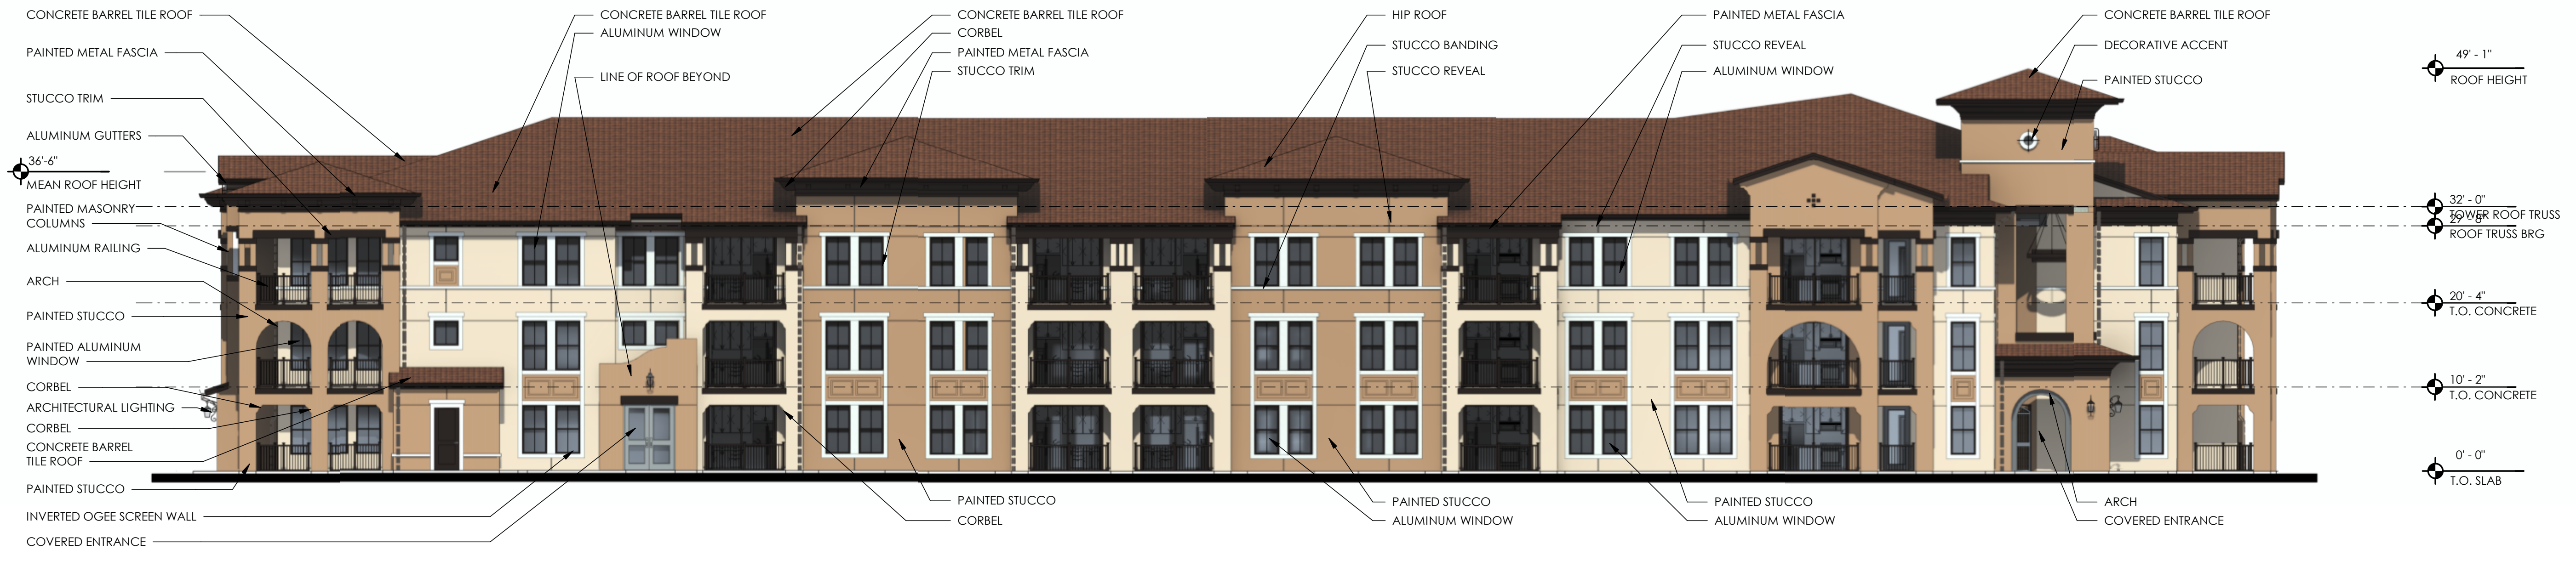 CONCRETE BARREL TILE ROOF
PAINTED METAL FASCIA
STUCCO TRIM
ALUMINUM GUTTERS
36'-6"
MEAN ROOF HEIGHT
PAINTED MASONRY
COLUMNS
ALUMINUM RAILING
ARCH
PAINTED STUCCO
PAINTED ALUMINUM
WINDOW
CORBEL
ARCHITECTURAL LIGHTING
CORBEL
CONCRETE BARREL
TILE ROOF
PAINTED STUCCO
INVERTED OGEE SCREEN WALL
COVERED ENTRANCE
CONCRETE BARREL TILE ROOF
ALUMINUM WINDOW
LINE OF ROOF BEYOND
CONCRETE BARREL TILE ROOF
CORBEL
PAINTED METAL FASCIA
STUCCO TRIM
PAINTED STUCCO
CORBEL
HIP ROOF
STUCCO BANDING
STUCCO REVEAL
PAINTED STUCCO
ALUMINUM WINDOW
PAINTED METAL FASCIA
STUCCO REVEAL
ALUMINUM WINDOW
PAINTED STUCCO
ALUMINUM WINDOW
CONCRETE BARREL TILE ROOF
DECORATIVE ACCENT
PAINTED STUCCO
ARCH
COVERED ENTRANCE
49' - 1"
ROOF HEIGHT
32' - 0"
TOWER ROOF TRUSS
ROOF TRUSS BRG
20' - 4"
T.O. CONCRETE
10' - 2"
T.O. CONCRETE
0' - 0"
T.O. SLAB